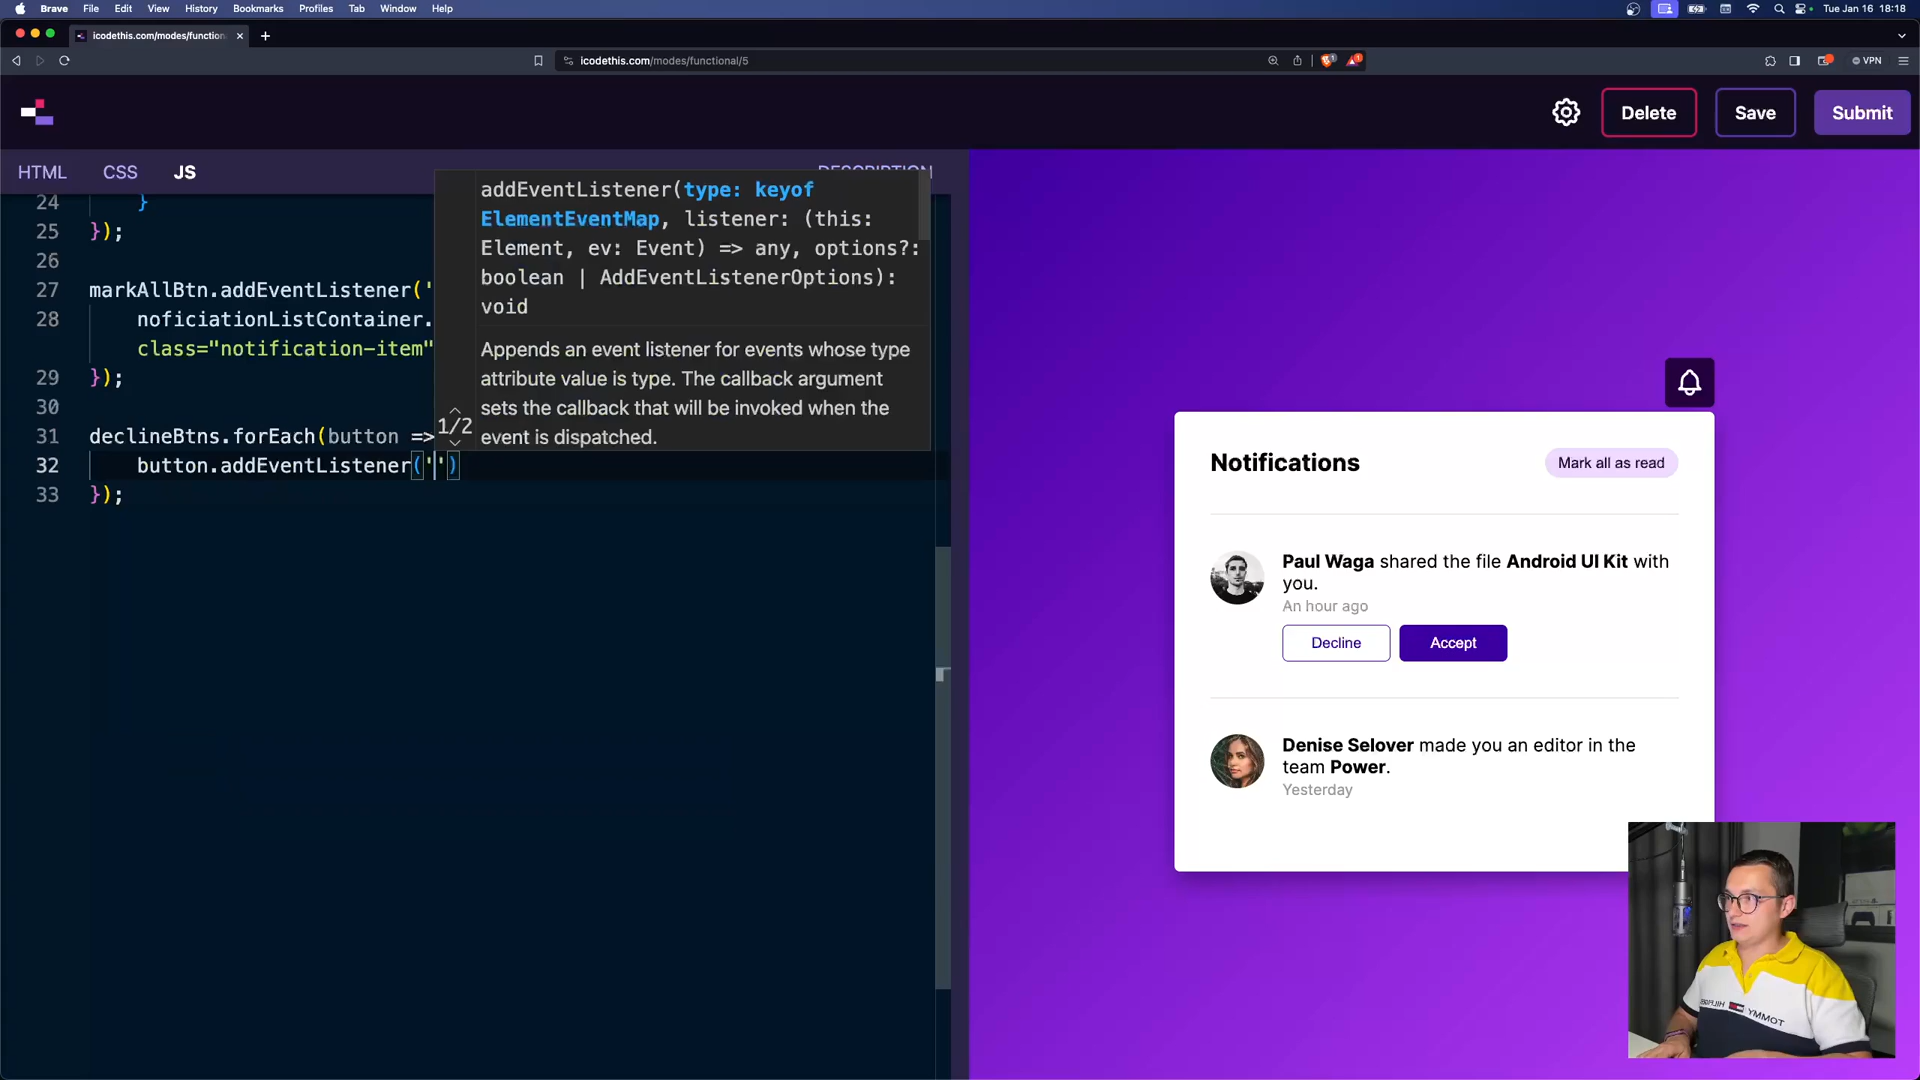 Brave File Edit View History Bookmarks Profiles Tab Window Help Tue Jan 16 18:18
icodethis.com/modes/function
icodethis.com/modes/functional/5 VPN
Delete Save Submit
HTML CSS JS DESCRIPTION
24 }
25 });
26
27 markAllBtn.addEventListener('
28 noficiationListContainer.
class="notification-item"
29 });
30
31 declineBtns.forEach(button =>
32 button.addEventListener('')
33 });
addEventListener(type: keyof
ElementEventMap, listener: (this:
Element, ev: Event) => any, options?:
boolean | AddEventListenerOptions):
void
Appends an event listener for events whose type
attribute value is type. The callback argument
sets the callback that will be invoked when the
event is dispatched.
1/2
Notifications
Mark all as read
Paul Waga shared the file Android UI Kit with
you.
An hour ago
Decline Accept
Denise Selover made you an editor in the
team Power.
Yesterday
TOMMY HILFIGER